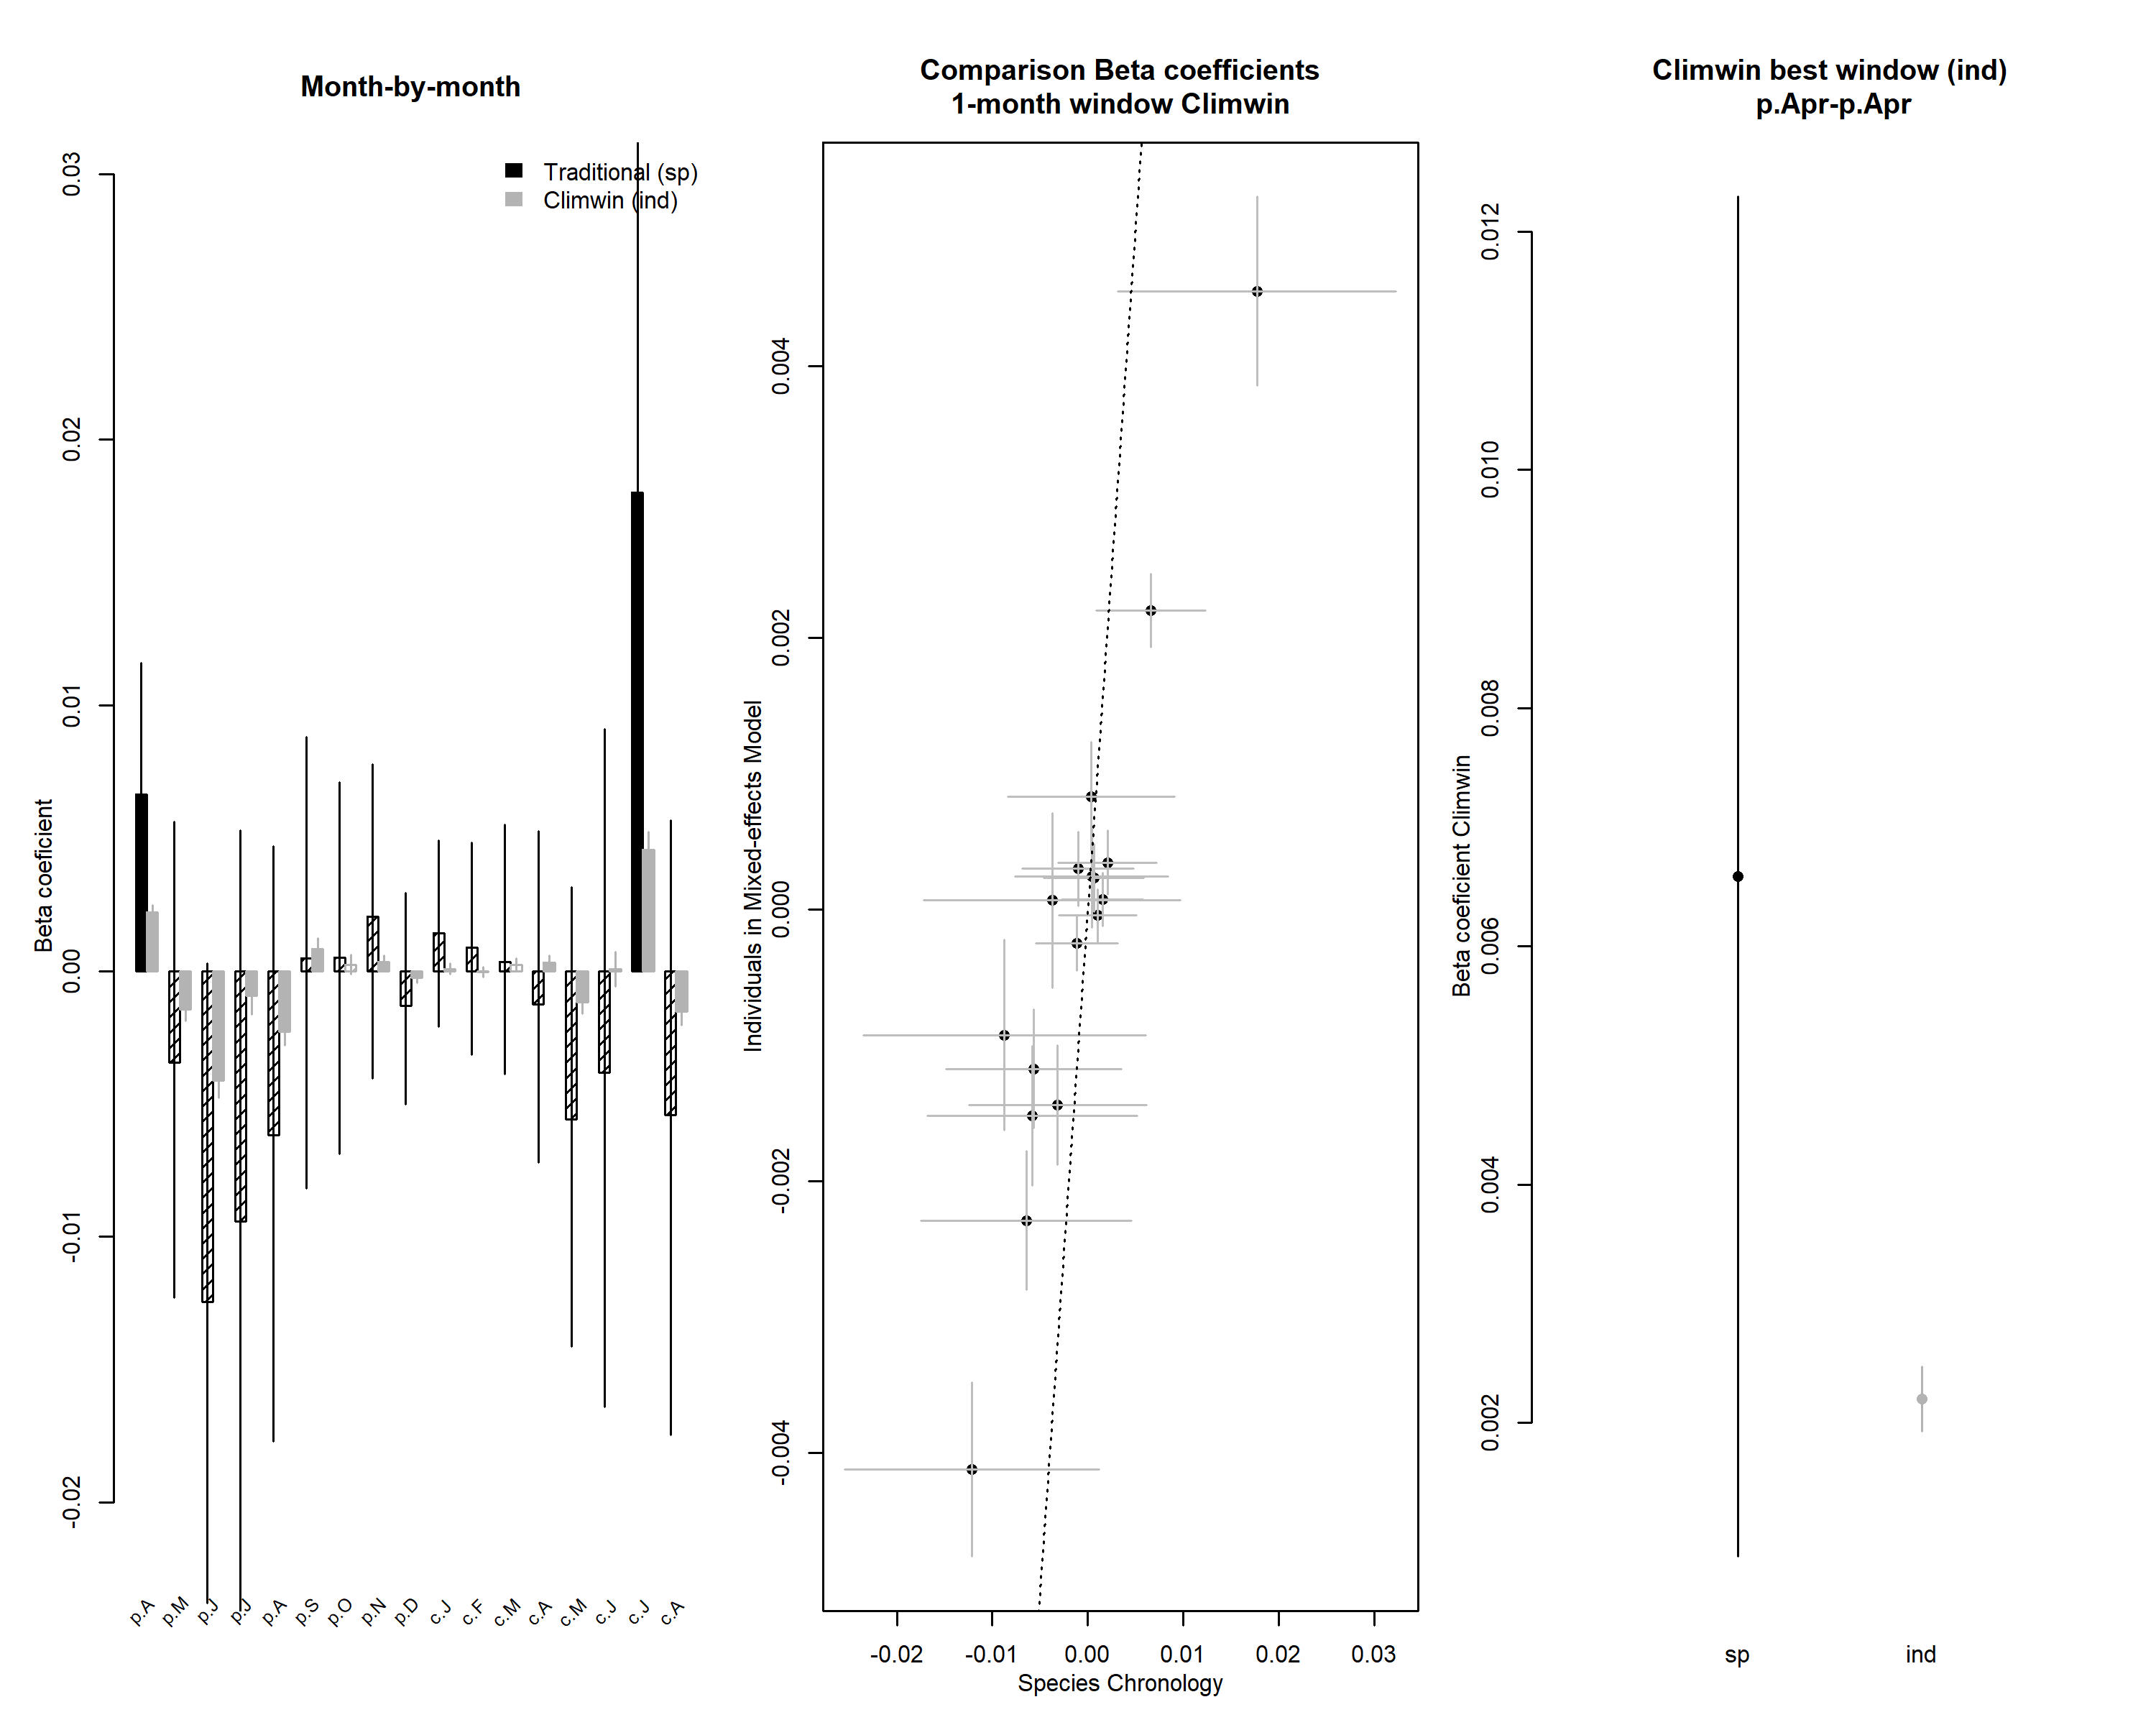 Month-by-month
Traditional (sp)
Climwin (ind)
Beta coeficient
0.03
0.02
0.01
0.00
-0.01
-0.02
p.A
p.M
p.J
p.J
p.A
p.S
p.O
p.N
p.D
c.J
c.F
c.M
c.A
c.M
c.J
c.J
c.A
Comparison Beta coefficients
1-month window Climwin
Individuals in Mixed-effects Model
0.004
0.002
0.000
-0.002
-0.004
-0.02 -0.01 0.00 0.01 0.02 0.03
Species Chronology
Climwin best window (ind)
p.Apr-p.Apr
Beta coeficient Climwin
0.012
0.010
0.008
0.006
0.004
0.002
sp ind